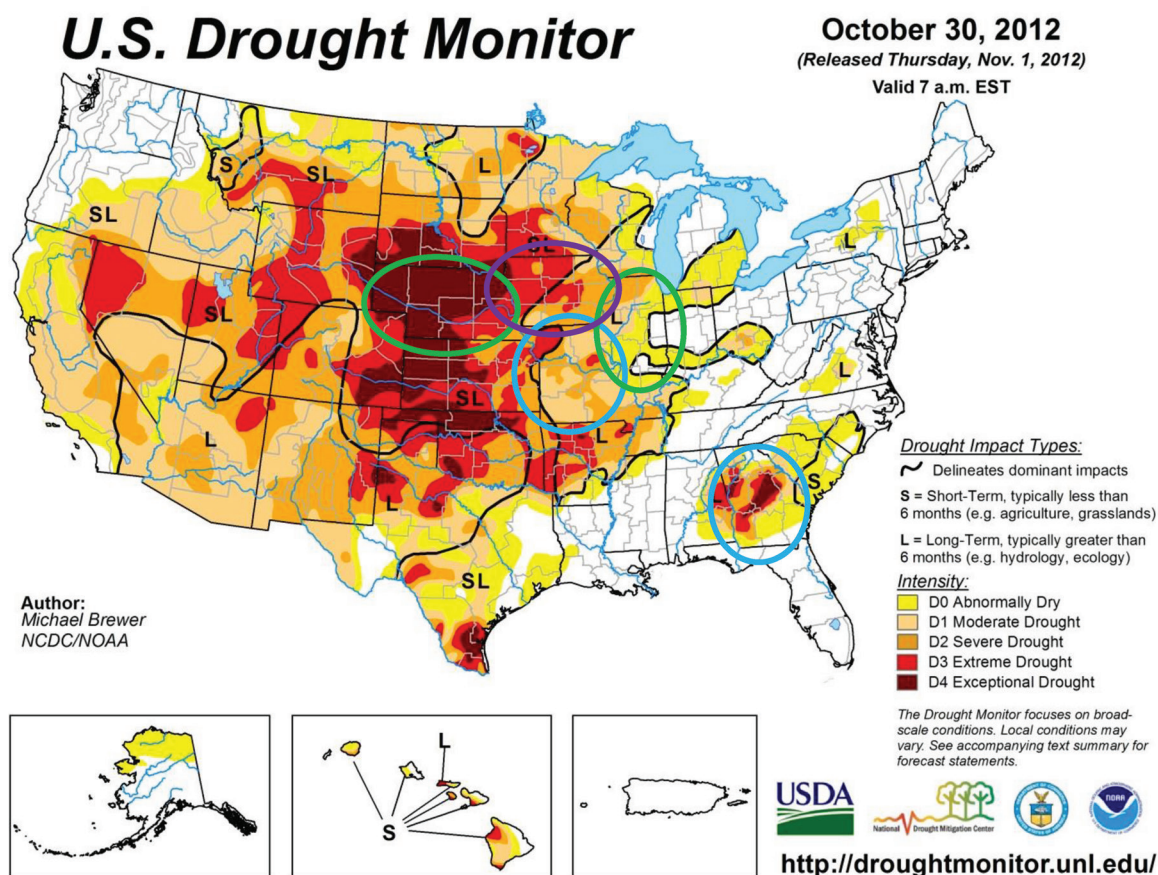 U.S. Drought Monitor
October 30, 2012
(Released Thursday, Nov. 1, 2012)
Valid 7 a.m. EST
S
SL
L
SL
SL
L
SL
L
SL
L
L
L
L
L
S
SL
Drought Impact Types:
Delineates dominant impacts
S = Short-Term, typically less than
6 months (e.g. agriculture, grasslands)
L = Long-Term, typically greater than
6 months (e.g. hydrology, ecology)
Intensity:
D0 Abnormally Dry
D1 Moderate Drought
D2 Severe Drought
D3 Extreme Drought
D4 Exceptional Drought
Author:
Michael Brewer
NCDC/NOAA
The Drought Monitor focuses on broad-
scale conditions. Local conditions may
vary. See accompanying text summary for
forecast statements.
L
S
USDA
National Drought Mitigation Center
NOAA
http://droughtmonitor.unl.edu/